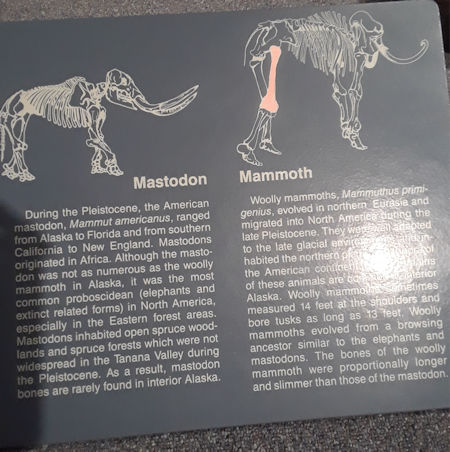 Mastodon
During the Pleistocene, the American
mastodon, Mammut americanus, ranged
from Alaska to Florida and from southern
California to New England. Mastodons
originated in Africa. Although the masto-
don was not as numerous as the woolly
mammoth in Alaska, it was the most
common proboscidean (elephants and
extinct related forms) in North America,
especially in the Eastern forest areas.
Mastodons inhabited open spruce wood-
lands and spruce forests which were not
widespread in the Tanana Valley during
the Pleistocene. As a result, mastodon
bones are rarely found in interior Alaska.
Mammoth
Woolly mammoths, Mammuthus primi-
genius, evolved in northern Eurasia and
migrated into North America during the
late Pleistocene. They were adapted
to the late glacial
habited the northern
the American
of these animals are interior
Alaska. Woolly sometimes
measured 14 feet at the shoulders and
bore tusks as long as 13 feet. Woolly
mammoths evolved from a browsing
ancestor similar to the elephants and
mastodons. The bones of the woolly
mammoth were proportionally longer
and slimmer than those of the mastodon.